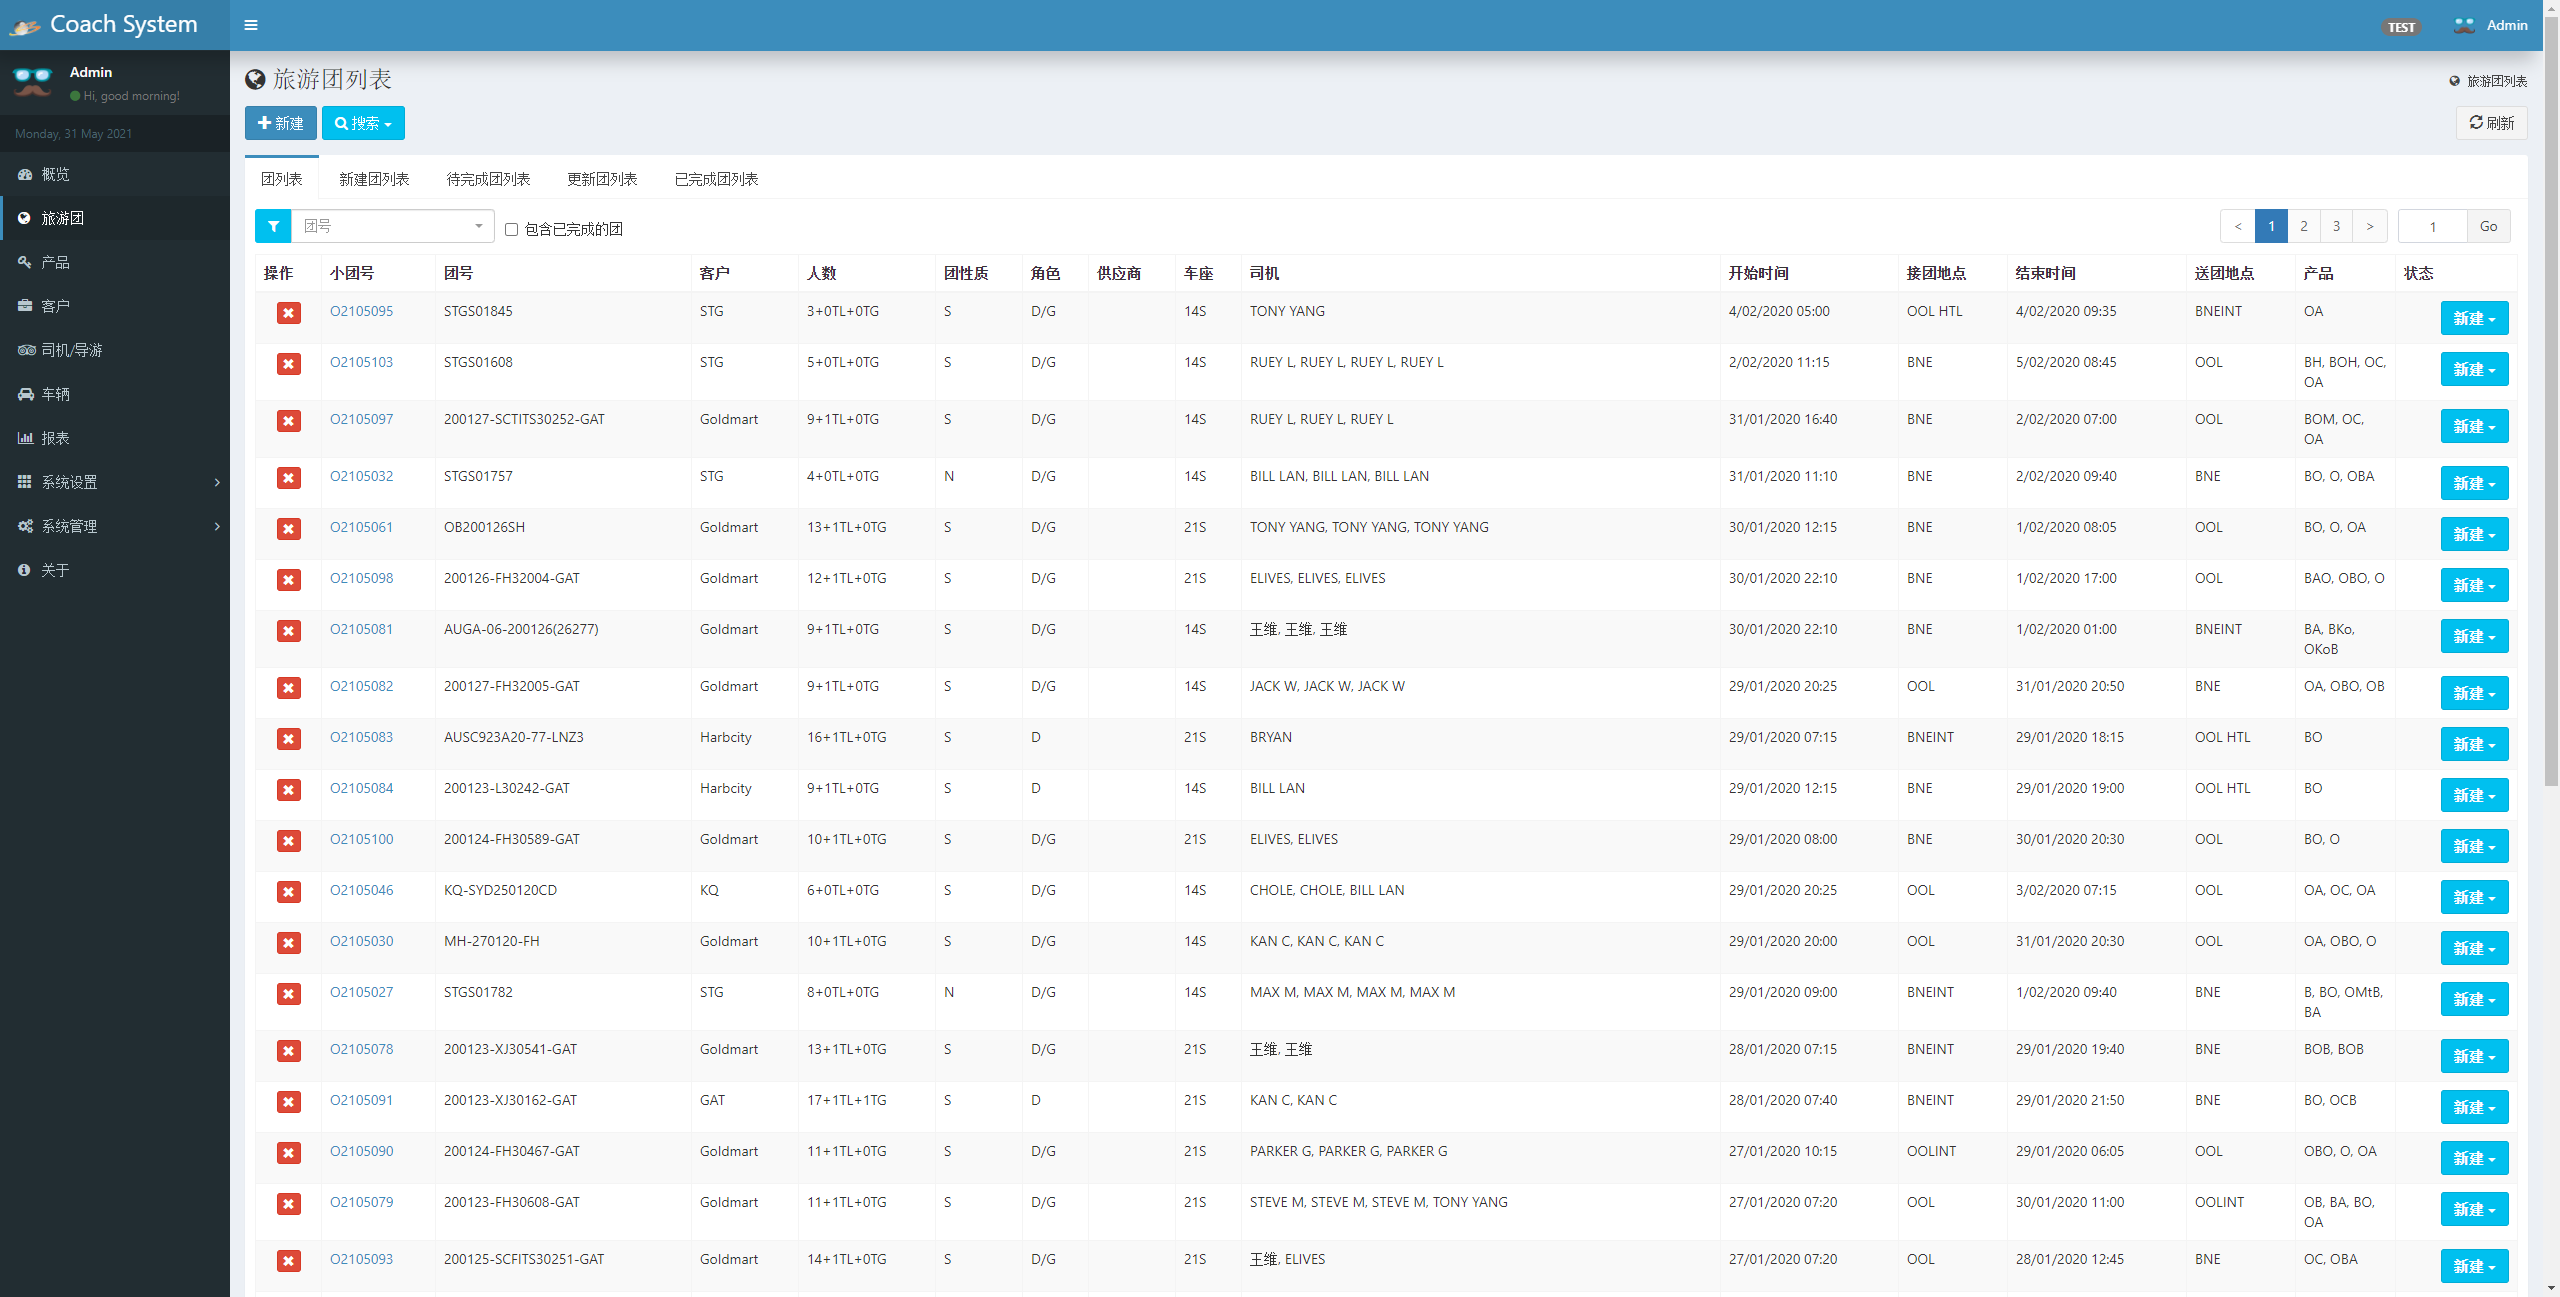 Coach System
TEST Admin
Admin
Hi, good morning!
Monday, 31 May 2021
概览
旅游团
产品
客户
司机/导游
车辆
报表
系统设置
系统管理
关于
旅游团列表
旅游团列表
新建 搜索
刷新
团列表 新建团列表 待完成团列表 更新团列表 已完成团列表
团号 包含已完成的团 < 1 2 3 > 1 Go
操作 小团号 团号 客户 人数 团性质 角色 供应商 车座 司机 开始时间 接团地点 结束时间 送团地点 产品 状态
O2105095 STGS01845 STG 3+0TL+0TG S D/G 14S TONY YANG 4/02/2020 05:00 OOL HTL 4/02/2020 09:35 BNEINT OA 新建
O2105103 STGS01608 STG 5+0TL+0TG S D/G 14S RUEY L, RUEY L, RUEY L, RUEY L 2/02/2020 11:15 BNE 5/02/2020 08:45 OOL BH, BOH, OC, 新建
OA
O2105097 200127-SCTITS30252-GAT Goldmart 9+1TL+0TG S D/G 14S RUEY L, RUEY L, RUEY L 31/01/2020 16:40 BNE 2/02/2020 07:00 OOL BOM, OC, 新建
OA
O2105032 STGS01757 STG 4+0TL+0TG N D/G 14S BILL LAN, BILL LAN, BILL LAN 31/01/2020 11:10 BNE 2/02/2020 09:40 BNE BO, O, OBA 新建
O2105061 OB200126SH Goldmart 13+1TL+0TG S D/G 21S TONY YANG, TONY YANG, TONY YANG 30/01/2020 12:15 BNE 1/02/2020 08:05 OOL BO, O, OA 新建
O2105098 200126-FH32004-GAT Goldmart 12+1TL+0TG S D/G 21S ELIVES, ELIVES, ELIVES 30/01/2020 22:10 BNE 1/02/2020 17:00 OOL BAO, OBO, O 新建
O2105081 AUGA-06-200126(26277) Goldmart 9+1TL+0TG S D/G 14S 王维, 王维, 王维 30/01/2020 22:10 BNE 1/02/2020 01:00 BNEINT BA, BKo, 新建
OKoB
O2105082 200127-FH32005-GAT Goldmart 9+1TL+0TG S D/G 14S JACK W, JACK W, JACK W 29/01/2020 20:25 OOL 31/01/2020 20:50 BNE OA, OBO, OB 新建
O2105083 AUSC923A20-77-LNZ3 Harbcity 16+1TL+0TG S D 21S BRYAN 29/01/2020 07:15 BNEINT 29/01/2020 18:15 OOL HTL BO 新建
O2105084 200123-L30242-GAT Harbcity 9+1TL+0TG S D 14S BILL LAN 29/01/2020 12:15 BNE 29/01/2020 19:00 OOL HTL BO 新建
O2105100 200124-FH30589-GAT Goldmart 10+1TL+0TG S D/G 21S ELIVES, ELIVES 29/01/2020 08:00 BNE 30/01/2020 20:30 OOL BO, O 新建
O2105046 KQ-SYD250120CD KQ 6+0TL+0TG S D/G 14S CHOLE, CHOLE, BILL LAN 29/01/2020 20:25 OOL 3/02/2020 07:15 OOL OA, OC, OA 新建
O2105030 MH-270120-FH Goldmart 10+1TL+0TG S D/G 14S KAN C, KAN C, KAN C 29/01/2020 20:00 OOL 31/01/2020 20:30 OOL OA, OBO, O 新建
O2105027 STGS01782 STG 8+0TL+0TG N D/G 14S MAX M, MAX M, MAX M, MAX M 29/01/2020 09:00 BNEINT 1/02/2020 09:40 BNE B, BO, OMtB, 新建
BA
O2105078 200123-XJ30541-GAT Goldmart 13+1TL+0TG S D/G 21S 王维, 王维 28/01/2020 07:15 BNEINT 29/01/2020 19:40 BNE BOB, BOB 新建
O2105091 200123-XJ30162-GAT GAT 17+1TL+1TG S D 21S KAN C, KAN C 28/01/2020 07:40 BNEINT 29/01/2020 21:50 BNE BO, OCB 新建
O2105090 200124-FH30467-GAT Goldmart 11+1TL+0TG S D/G 21S PARKER G, PARKER G, PARKER G 27/01/2020 10:15 OOLINT 29/01/2020 06:05 OOL OBO, O, OA 新建
O2105079 200123-FH30608-GAT Goldmart 11+1TL+0TG S D/G 21S STEVE M, STEVE M, STEVE M, TONY YANG 27/01/2020 07:20 OOL 30/01/2020 11:00 OOLINT OB, BA, BO, 新建
OA
O2105093 200125-SCFITS30251-GAT Goldmart 14+1TL+0TG S D/G 21S 王维, ELIVES 27/01/2020 07:20 OOL 28/01/2020 12:45 BNE OC, OBA 新建